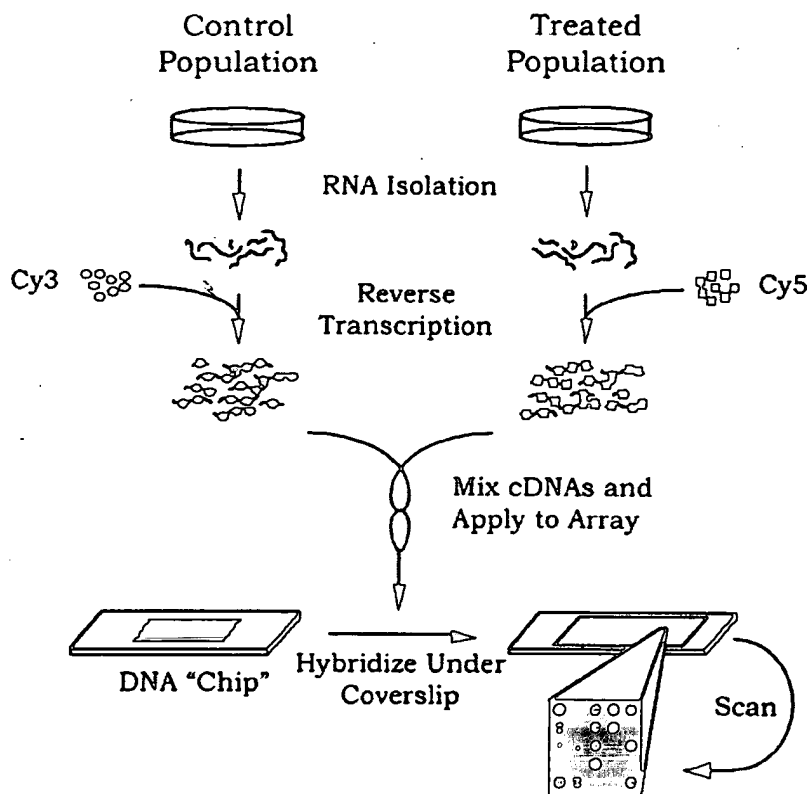 Control
Population
Treated
Population
RNA Isolation
Cy3
Reverse
Transcription
Cy5
Mix cDNAs and
Apply to Array
DNA “Chip”
Hybridize Under
Coverslip
Scan